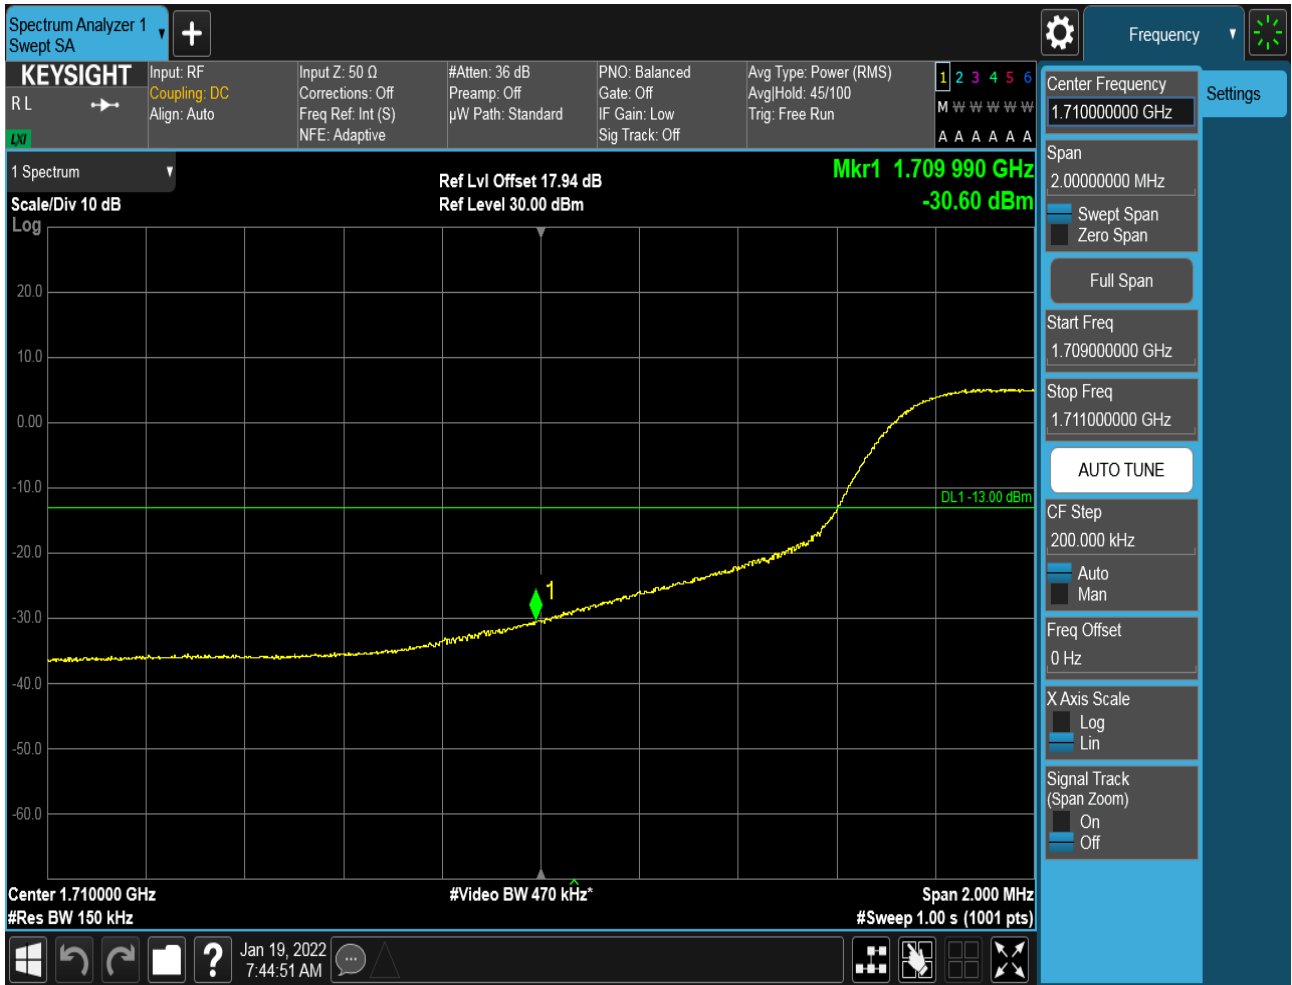 Spectrum Analyzer 1
Swept SA
Frequency
KEYSIGHT
R L
LXI
Input: RF
Coupling: DC
Align: Auto
Input Z: 50 Ω
Corrections: Off
Freq Ref: Int (S)
NFE: Adaptive
#Atten: 36 dB
Preamp: Off
µW Path: Standard
PNO: Balanced
Gate: Off
IF Gain: Low
Sig Track: Off
Avg Type: Power (RMS)
Avg|Hold: 45/100
Trig: Free Run
1 2 3 4 5 6
M W W W W W
A A A A A A
1 Spectrum
Scale/Div 10 dB
Log
Ref Lvl Offset 17.94 dB
Ref Level 30.00 dBm
Mkr1 1.709 990 GHz
-30.60 dBm
20.0
10.0
0.00
-10.0
-20.0
-30.0
-40.0
-50.0
-60.0
DL1 -13.00 dBm
1
Center 1.710000 GHz
#Res BW 150 kHz
#Video BW 470 kHz*
Span 2.000 MHz
#Sweep 1.00 s (1001 pts)
?
Jan 19, 2022
7:44:51 AM
Center Frequency
1.710000000 GHz
Settings
Span
2.00000000 MHz
Swept Span
Zero Span
Full Span
Start Freq
1.709000000 GHz
Stop Freq
1.711000000 GHz
AUTO TUNE
CF Step
200.000 kHz
Auto
Man
Freq Offset
0 Hz
X Axis Scale
Log
Lin
Signal Track
(Span Zoom)
On
Off